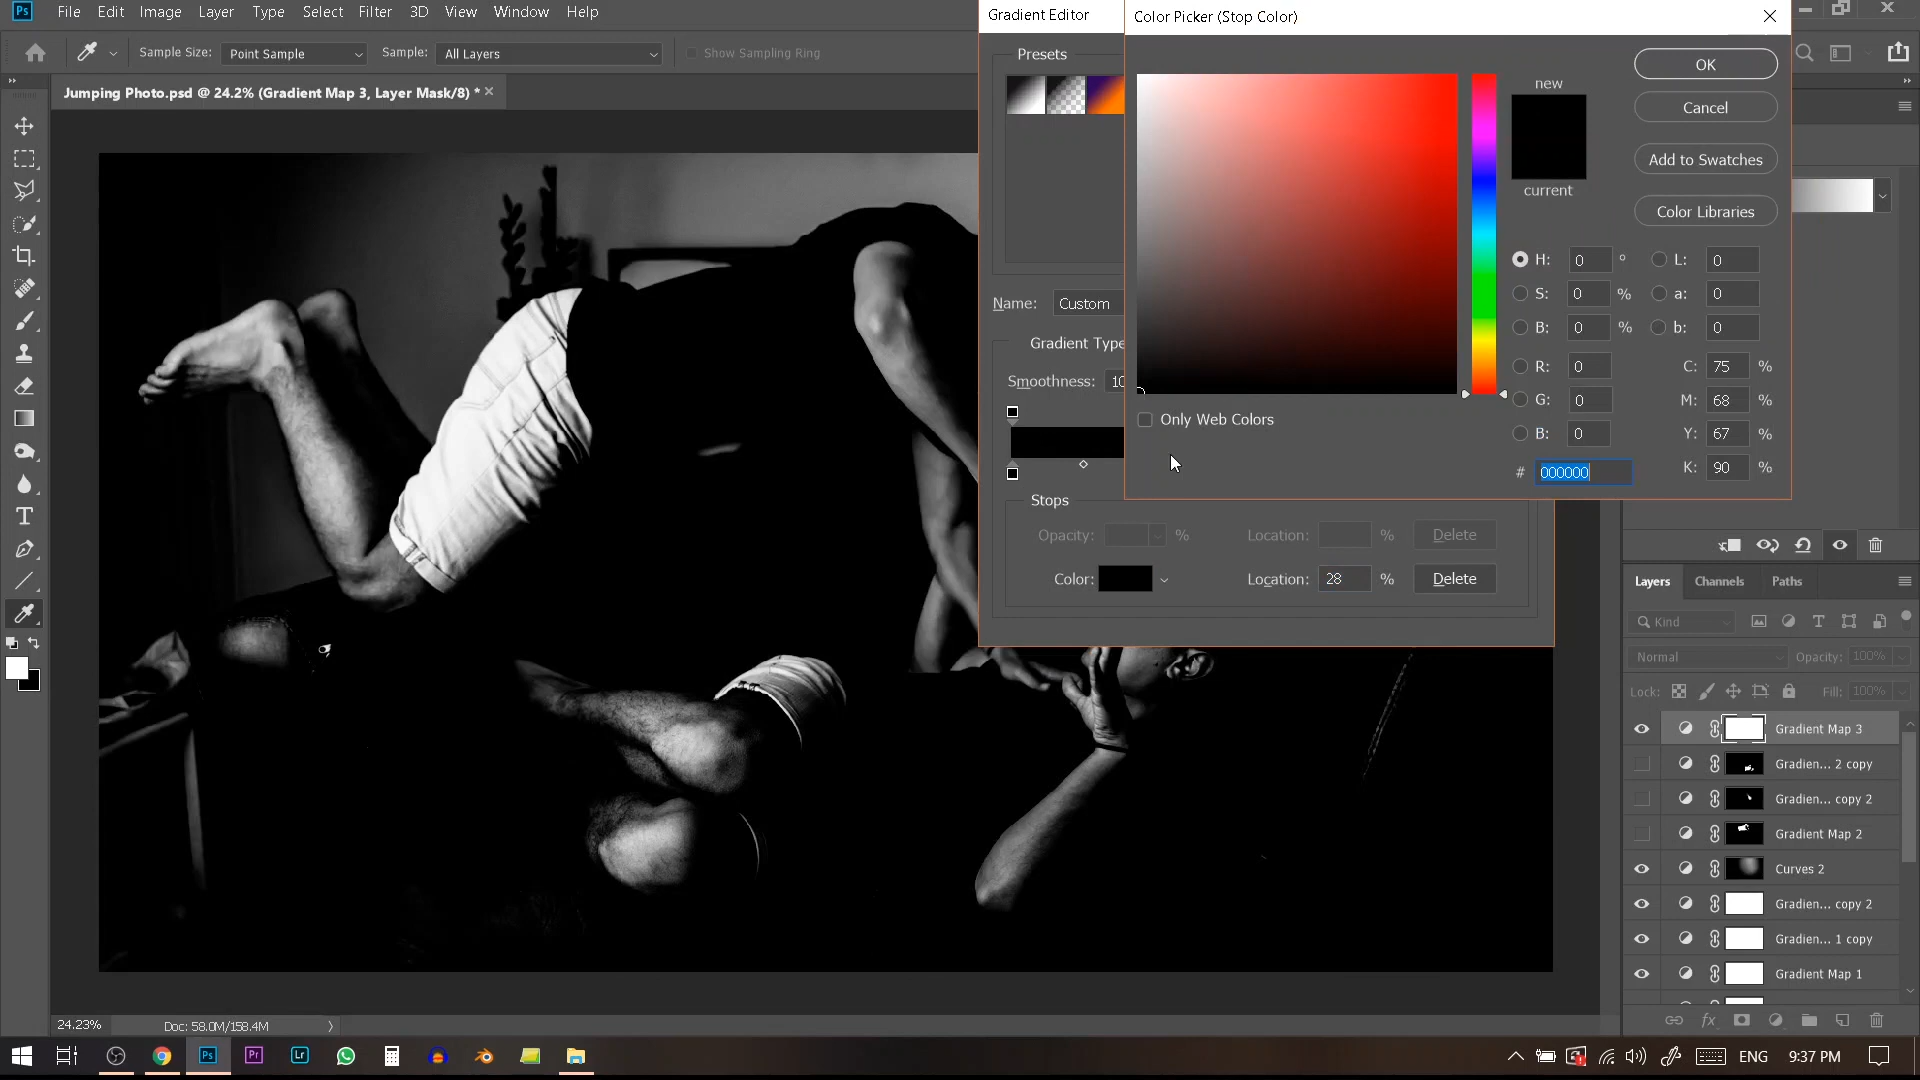 Ps File Edit Image Layer Type Select Filter 3D View Window Help
Sample Size: Point Sample Sample: All Layers Show Sampling Ring
Jumping Photo.psd @ 24.2% (Gradient Map 3, Layer Mask/8) *
Gradient Editor
Presets
Name: Custom
Gradient Type
Smoothness: 10
Stops
Opacity: % Location: % Delete
Color: Location: 28 % Delete
Color Picker (Stop Color)
new
current
OK
Cancel
Add to Swatches
Color Libraries
H: 0 ° L: 0
S: 0 % a: 0
B: 0 % b: 0
R: 0 C: 75 %
G: 0 M: 68 %
B: 0 Y: 67 %
# 000000 K: 90 %
Only Web Colors
Layers Channels Paths
Kind
Normal Opacity: 100%
Lock: Fill: 100%
Gradient Map 3
Gradien... 2 copy
Gradien... copy 2
Gradient Map 2
Curves 2
Gradien... copy 2
Gradien... 1 copy
Gradient Map 1
24.23% Doc: 58.0M/158.4M
Ps Pr Lr ENG 9:37 PM